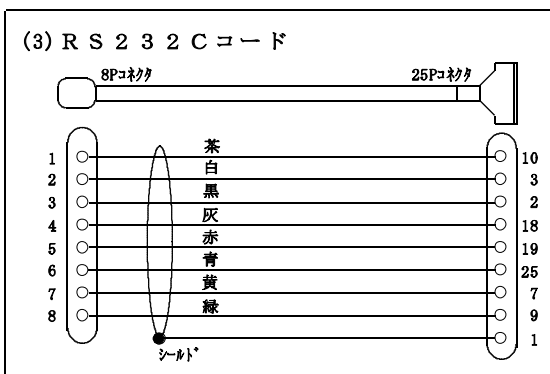 (3) ＲＳ２３２Ｃコード
8Pｺﾈｸﾀ 25Pｺﾈｸﾀ
茶
1 10
白
2 3
黒
3 2
灰
4 18
赤
5 19
青
6 25
黄
7 7
緑
8 9
1
ｼｰﾙﾄﾞ